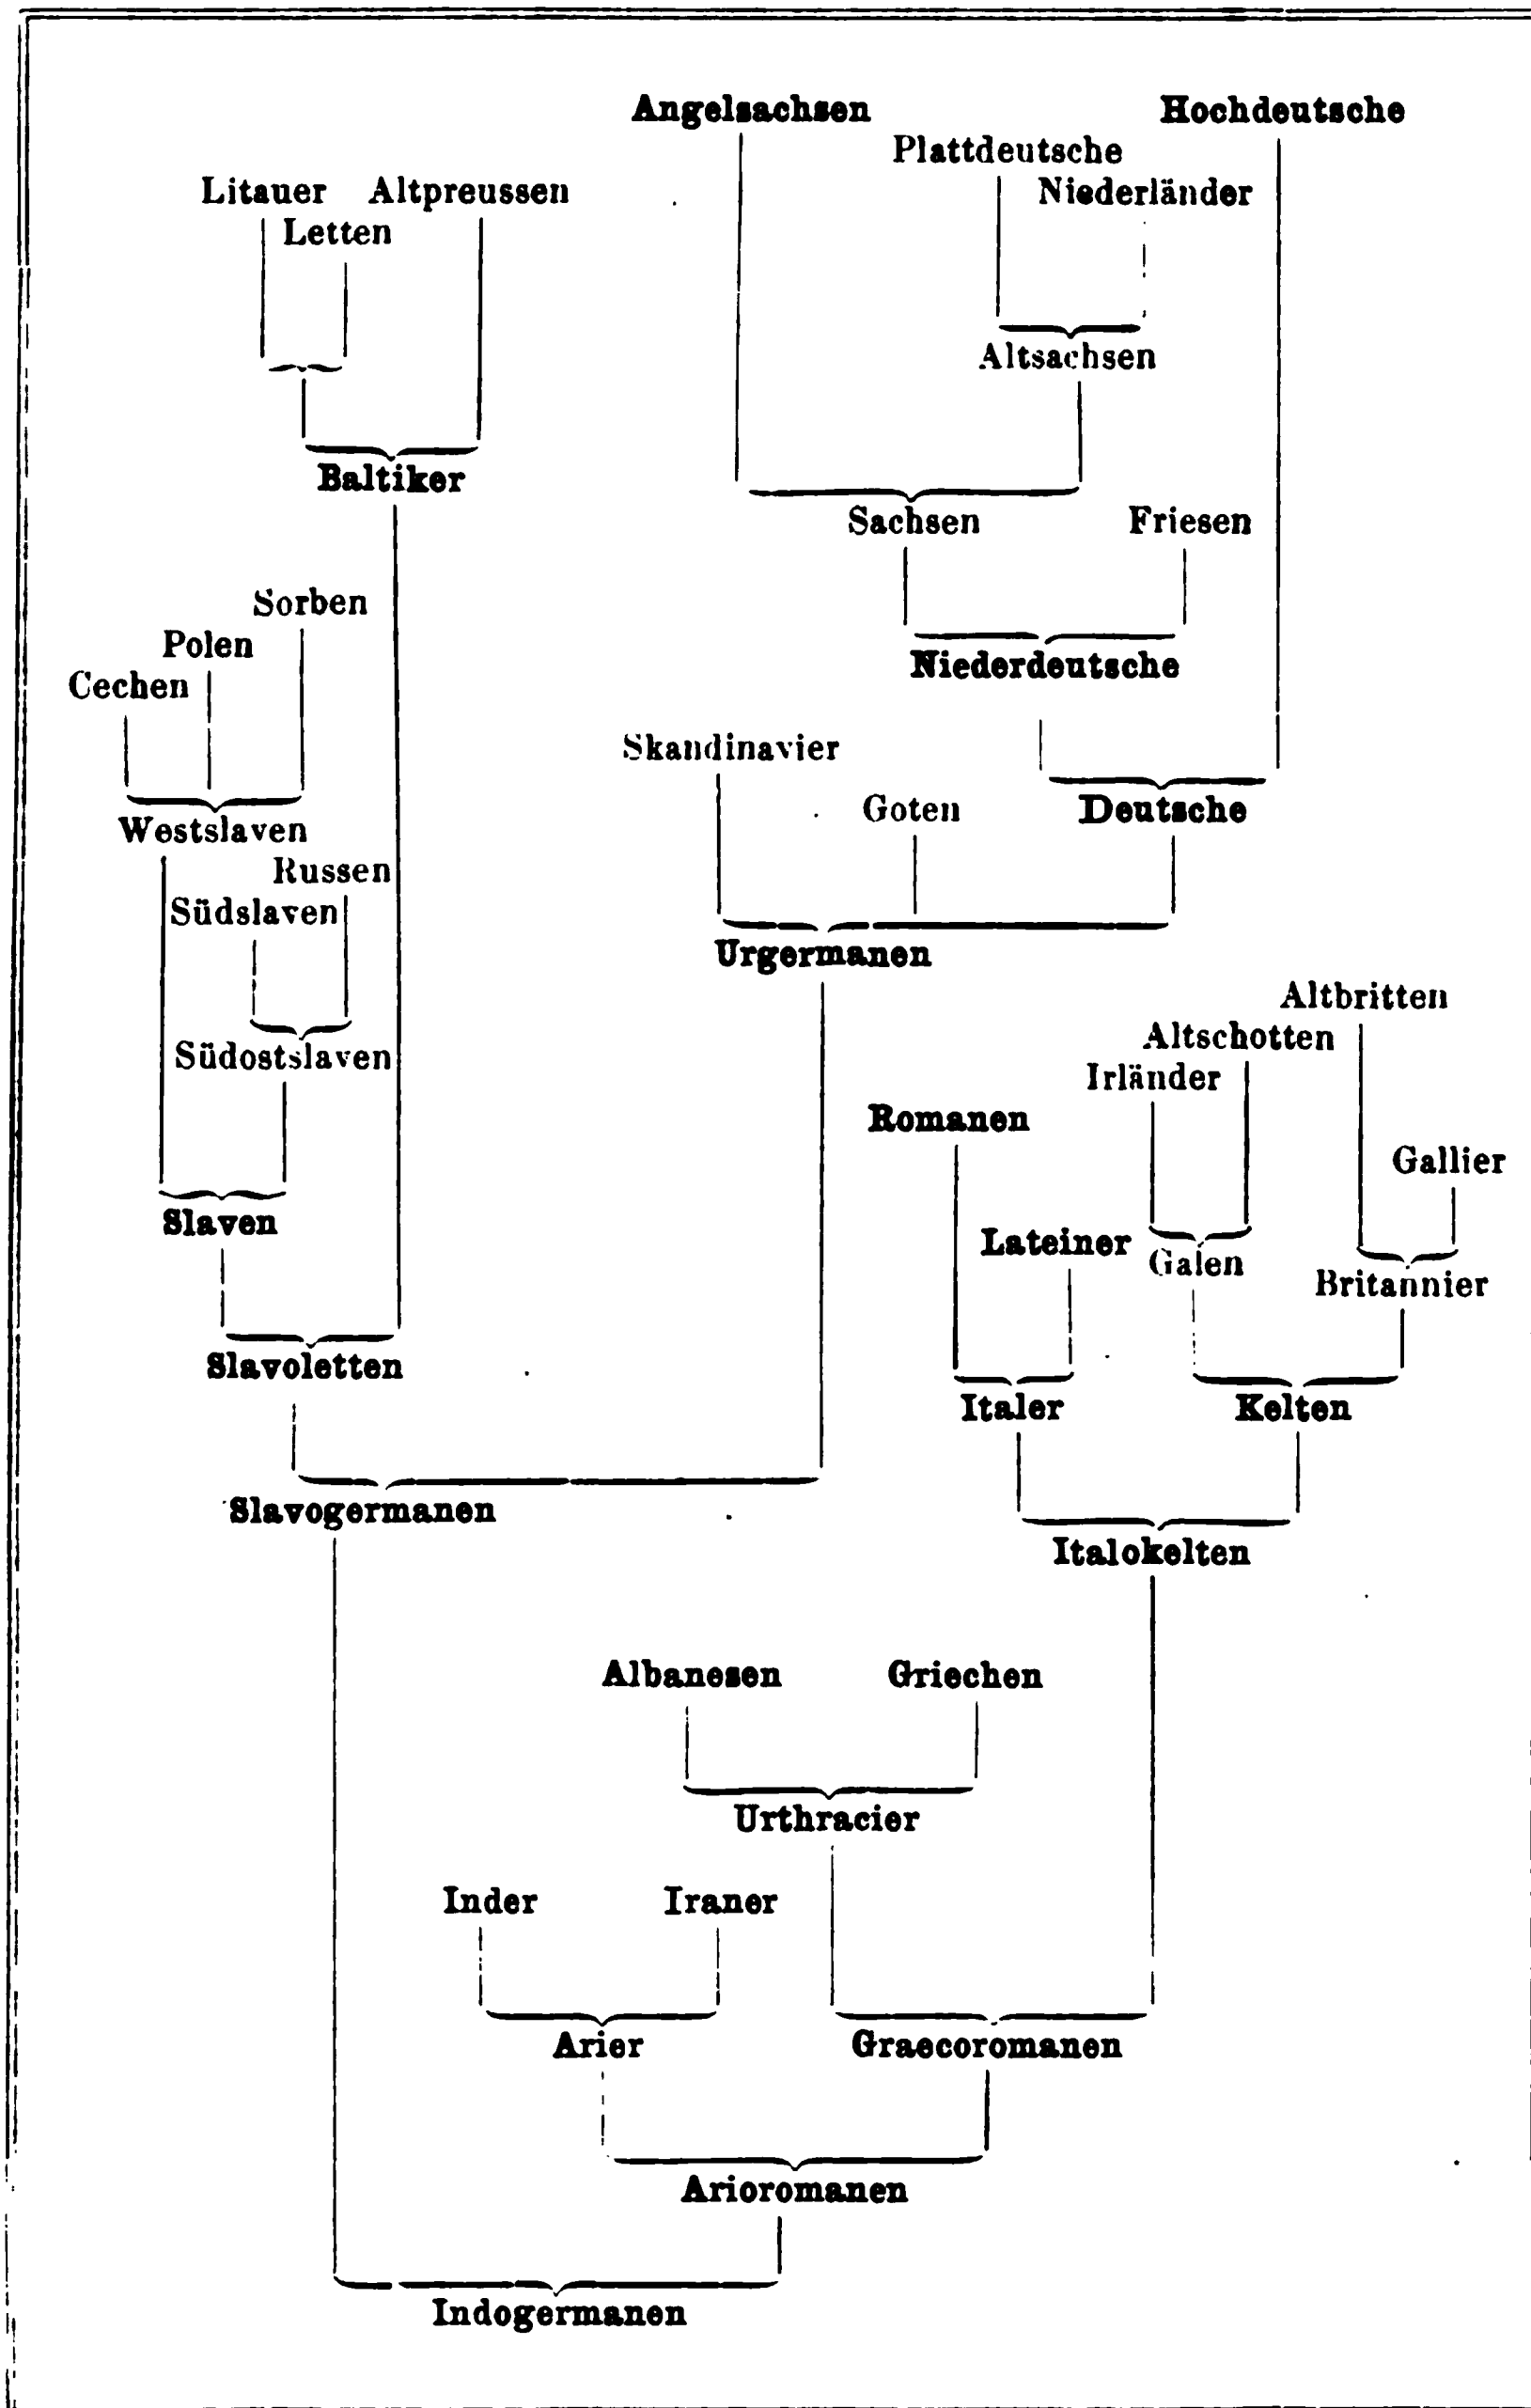 Angelsachsen Hochdeutsche
Plattdeutsche
Litauer Altpreussen Niederländer
Letten
Altsachsen
Baltiker
Sachsen Friesen
Sorben
Polen
Niederdeutsche
Cechen
Skandinavier
Goten Deutsche
Westslaven
Russen
Südslaven
Urgermanen
Altbritten
Altschotten
Südostslaven
Irländer
Romanen
Gallier
Slaven
Lateiner
Galen
Britannier
Slavoletten
Italer Kelten
Slavogermanen
Italokelten
Albanesen Griechen
Urthracier
Inder Iraner
Arier Graecoromanen
Arioromanen
Indogermanen